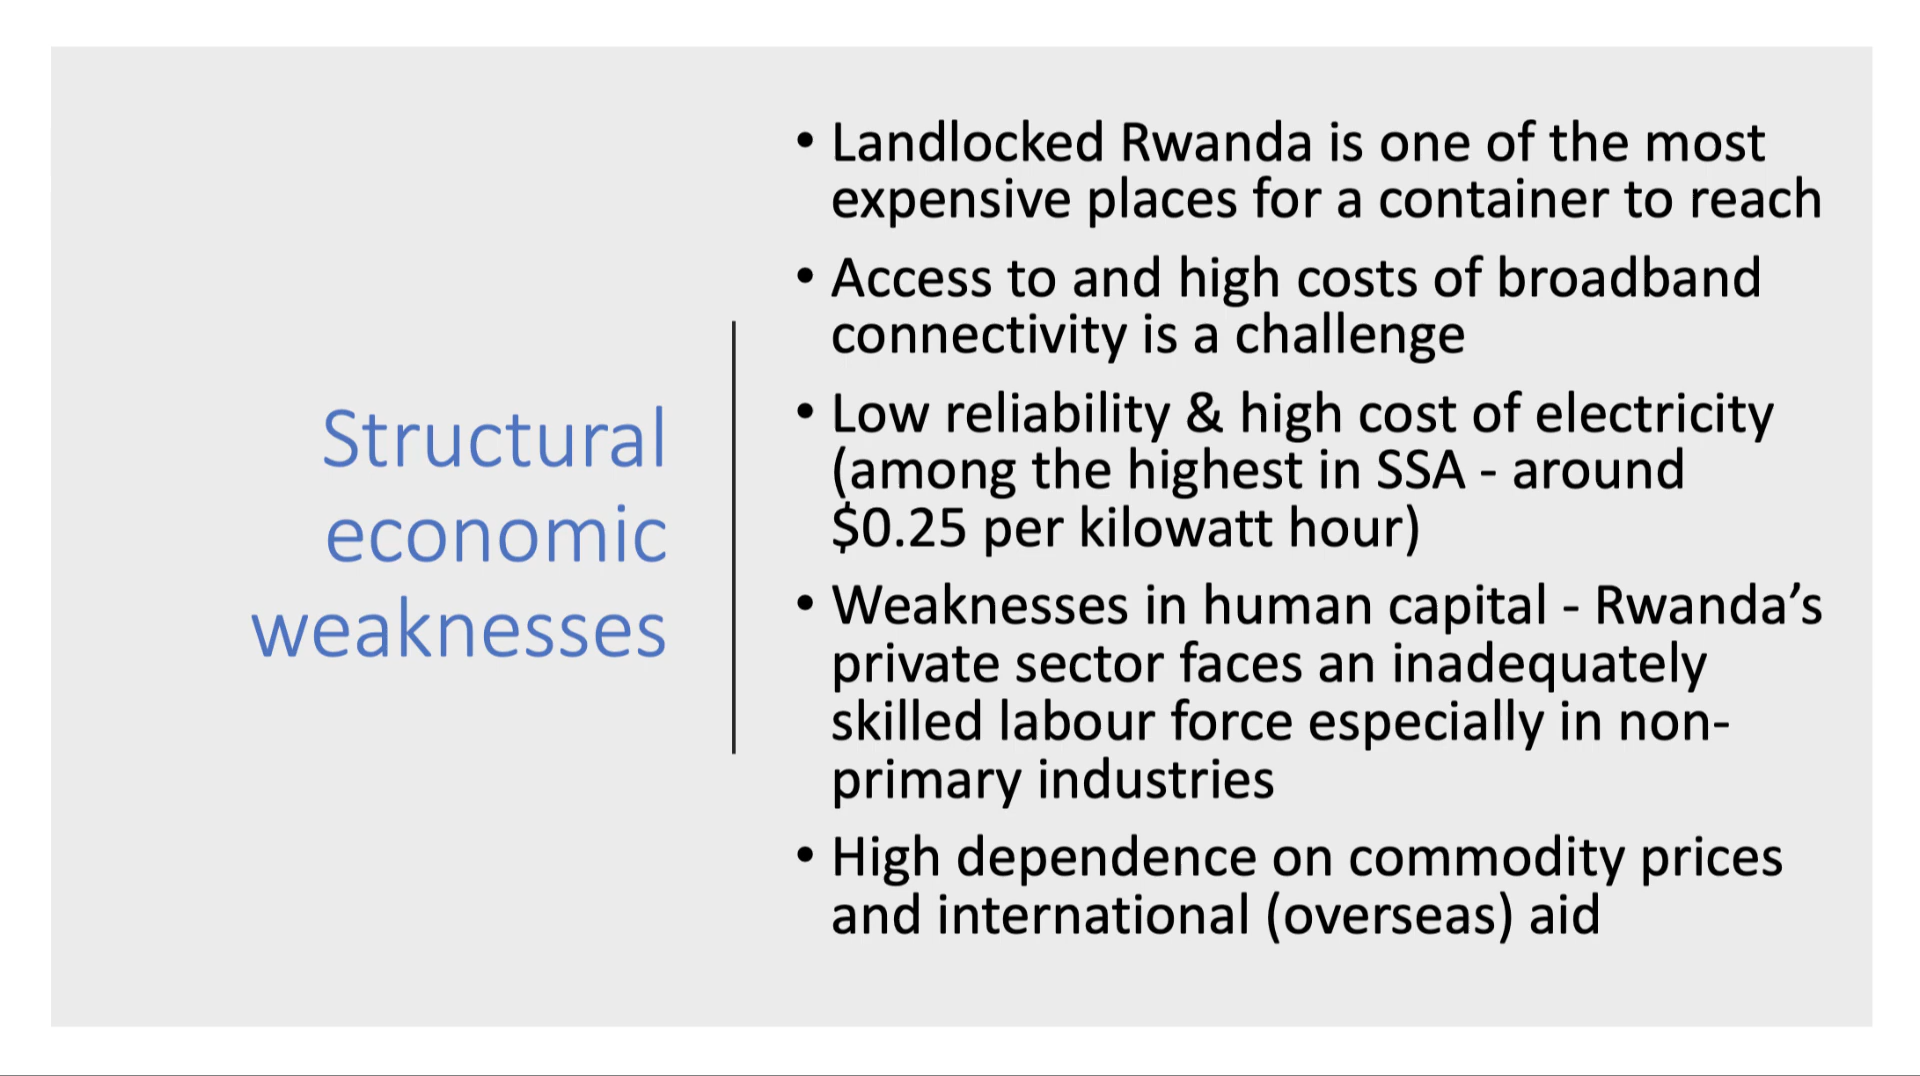 Structural
economic
weaknesses
• Landlocked Rwanda is one of the most
expensive places for a container to reach
• Access to and high costs of broadband
connectivity is a challenge
• Low reliability & high cost of electricity
(among the highest in SSA - around
$0.25 per kilowatt hour)
• Weaknesses in human capital - Rwanda’s
private sector faces an inadequately
skilled labour force especially in non-
primary industries
• High dependence on commodity prices
and international (overseas) aid